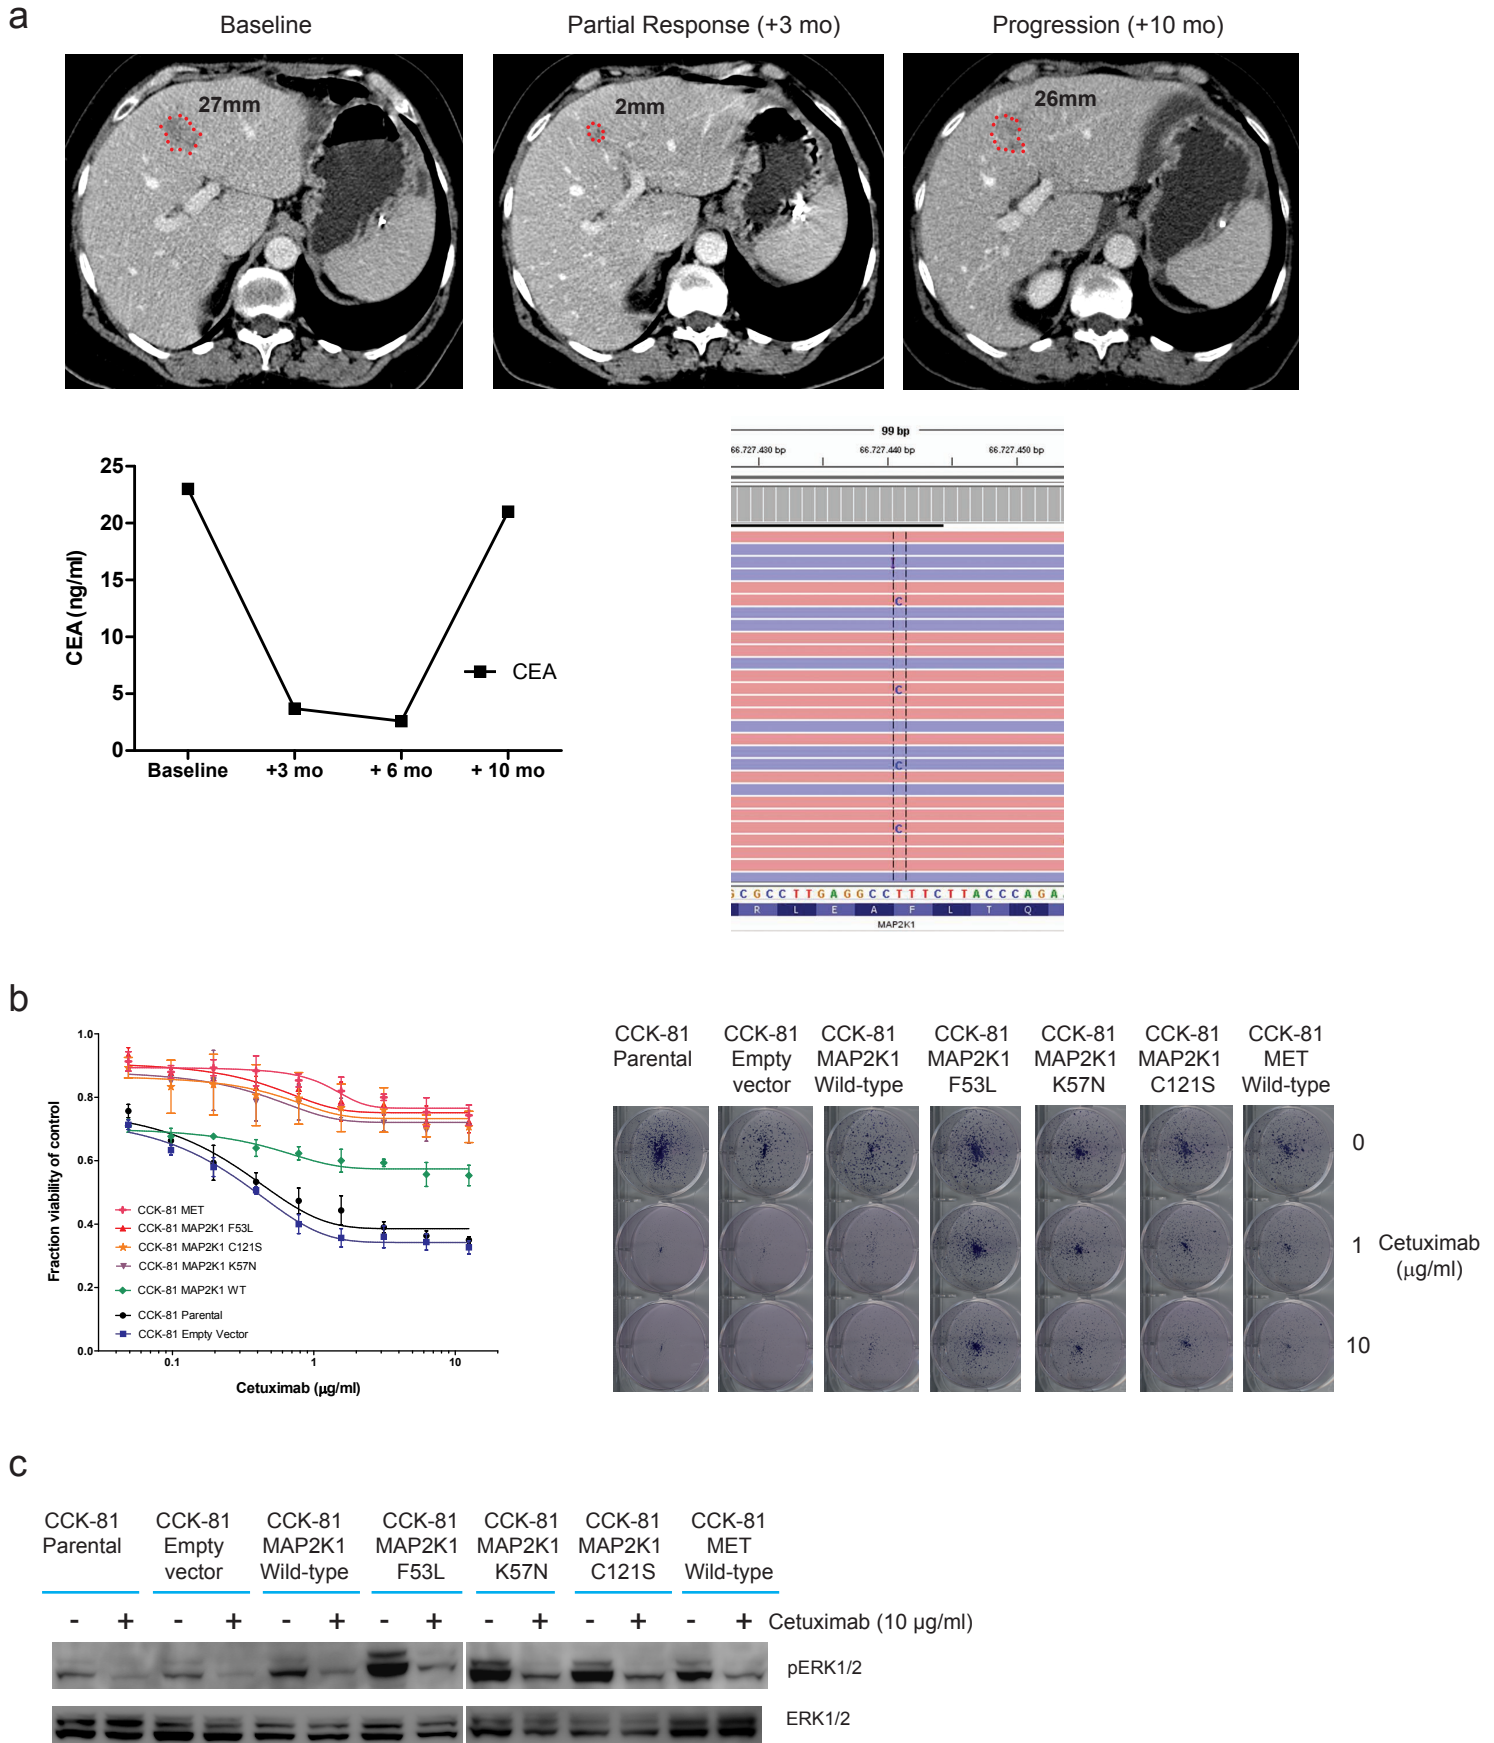 a
Baseline
Partial Response (+3 mo)
Progression (+10 mo)
27mm
2mm
26mm
25
20
15
10
5
0
CEA (ng/ml)
CEA
Baseline
+3 mo
+ 6 mo
+ 10 mo
99 bp
66.727.430 bp
66.727.440 bp
66.727.450 bp
C
C
C
C
G C G C C T T G A G G C C T T T C T T A C C C A G A
R L E A F L T Q
MAP2K1
b
1.0
0.8
0.6
0.4
0.2
0.0
Fraction viability of control
CCK-81 MET
CCK-81 MAP2K1 F53L
CCK-81 MAP2K1 C121S
CCK-81 MAP2K1 K57N
CCK-81 MAP2K1 WT
CCK-81 Parental
CCK-81 Empty Vector
0.1
1
10
Cetuximab (µg/ml)
CCK-81 Parental
CCK-81 Empty vector
CCK-81 MAP2K1 Wild-type
CCK-81 MAP2K1 F53L
CCK-81 MAP2K1 K57N
CCK-81 MAP2K1 C121S
CCK-81 MET Wild-type
0
1
10
Cetuximab
(µg/ml)
c
CCK-81 Parental
CCK-81 Empty vector
CCK-81 MAP2K1 Wild-type
CCK-81 MAP2K1 F53L
CCK-81 MAP2K1 K57N
CCK-81 MAP2K1 C121S
CCK-81 MET Wild-type
- + - + - + - + - + - + - + Cetuximab (10 µg/ml)
pERK1/2
ERK1/2